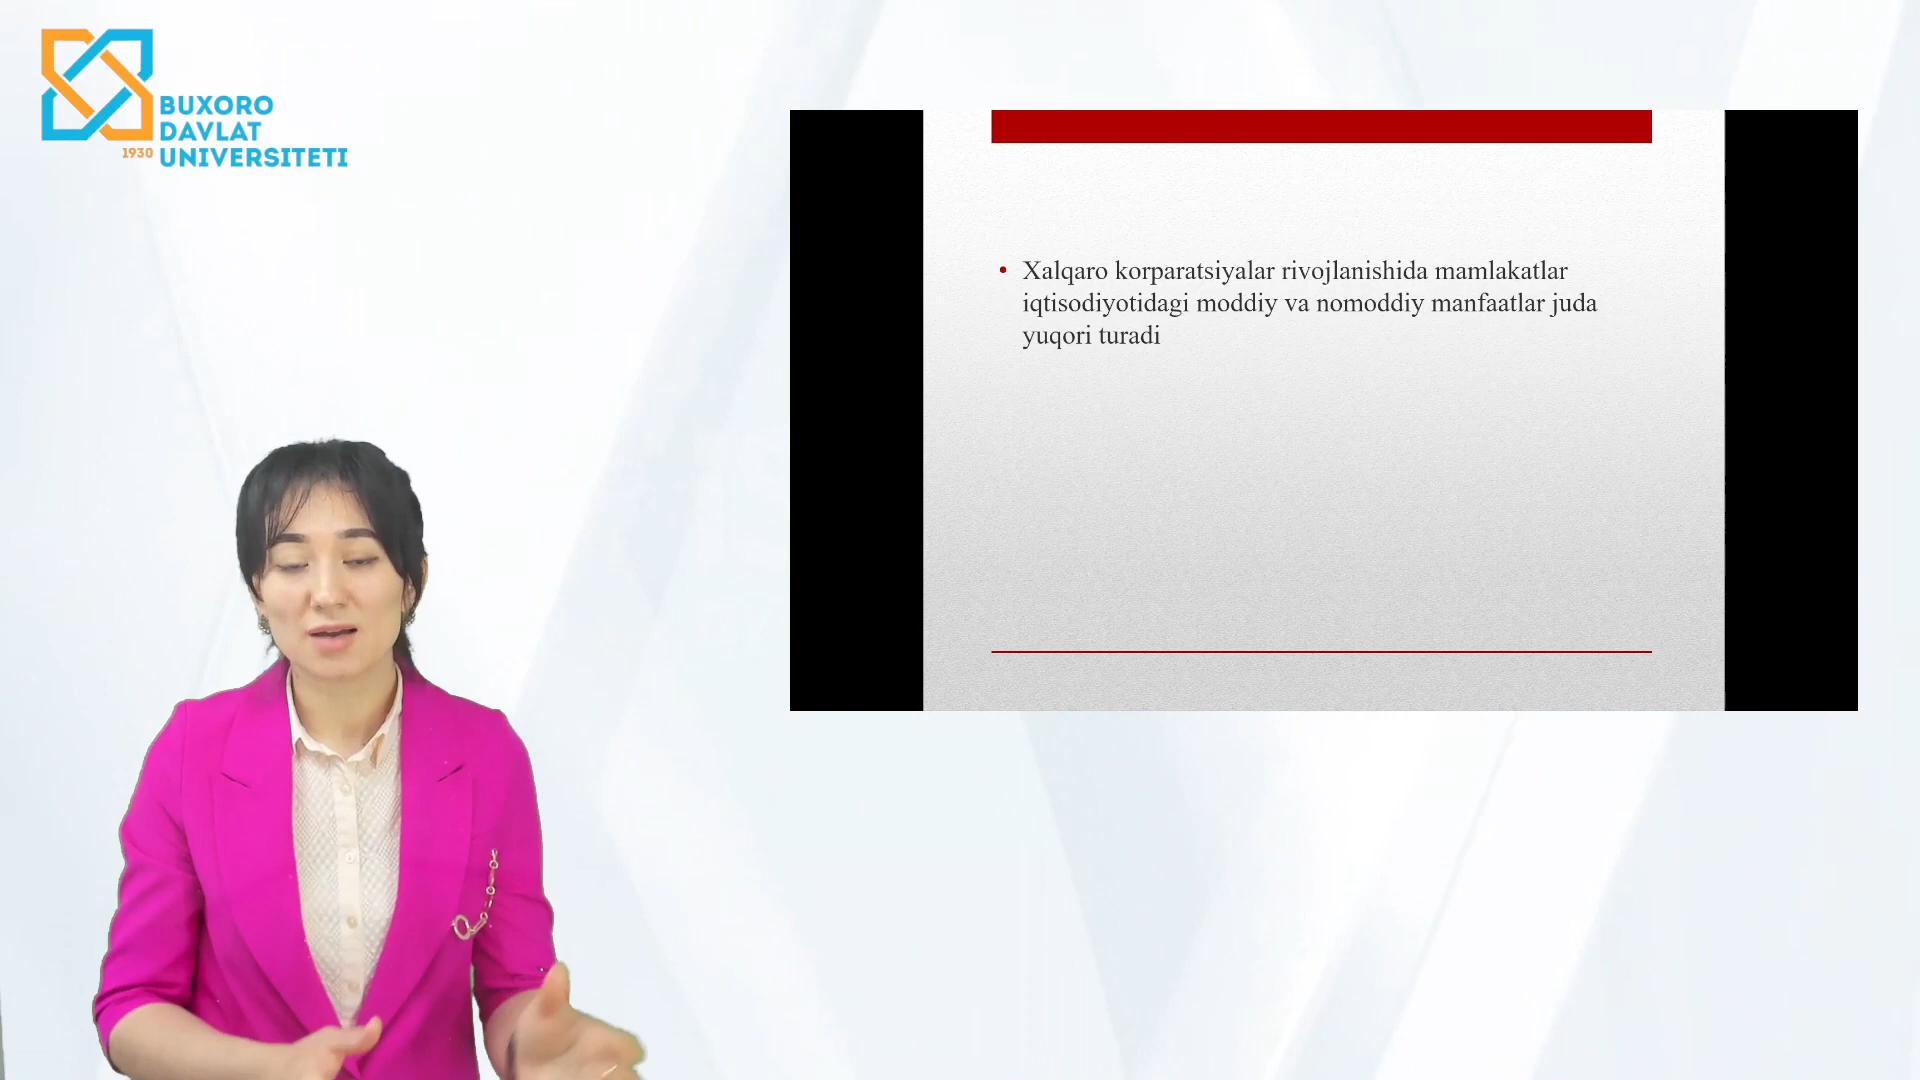 BUXORO
DAVLAT
1930 UNIVERSITETI
• Xalqaro korparatsiyalar rivojlanishida mamlakatlar
iqtisodiyotidagi moddiy va nomoddiy manfaatlar juda
yuqori turadi